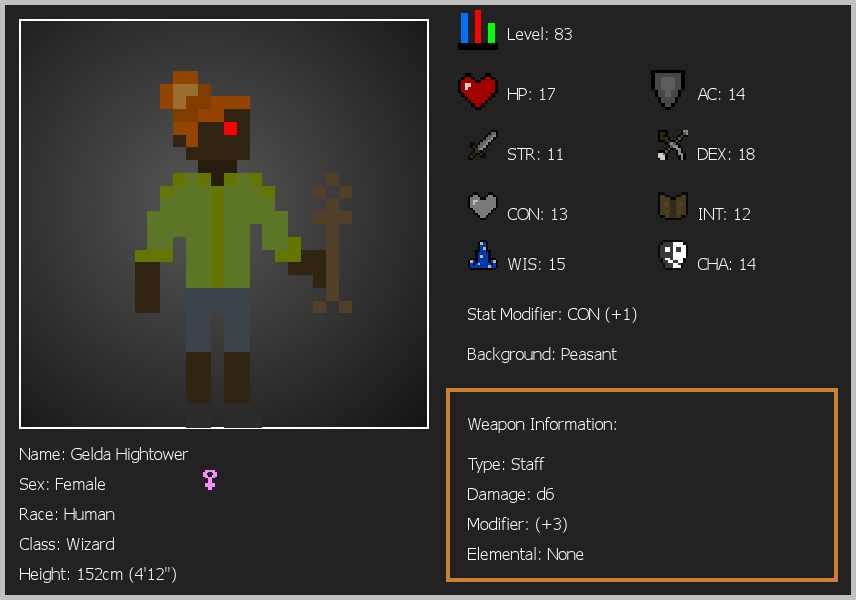 Level: 83
HP: 17
AC: 14
STR: 11
DEX: 18
CON: 13
INT: 12
WIS: 15
CHA: 14
Stat Modifier: CON (+1)
Background: Peasant
Weapon Information:
Type: Staff
Damage: d6
Modifier: (+3)
Elemental: None
Name: Gelda Hightower
Sex: Female
Race: Human
Class: Wizard
Height: 152cm (4'12")